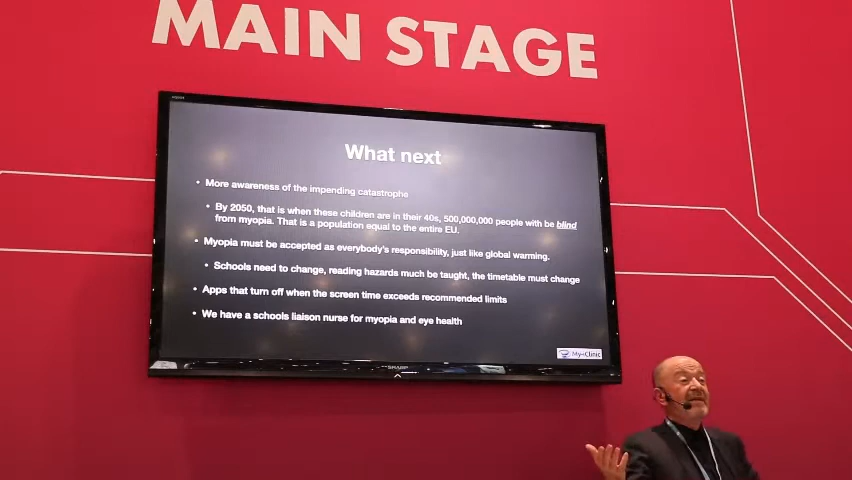 MAIN STAGE
What next
• More awareness of the impending catastrophe
• By 2050, that is when these children are in their 40s, 500,000,000 people with be blind
from myopia. That is a population equal to the entire EU.
• Myopia must be accepted as everybody's responsibility, just like global warming.
• Schools need to change, reading hazards much be taught, the timetable must change
• Apps that turn off when the screen time exceeds recommended limits
• We have a schools liaison nurse for myopia and eye health
SHARP